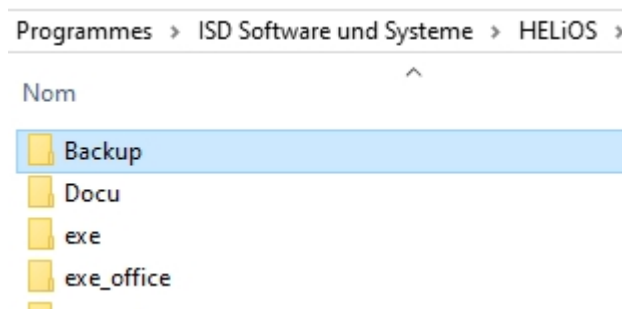 Programmes > ISD Software und Systeme > HELiOS >
Nom
Backup
Docu
exe
exe_office